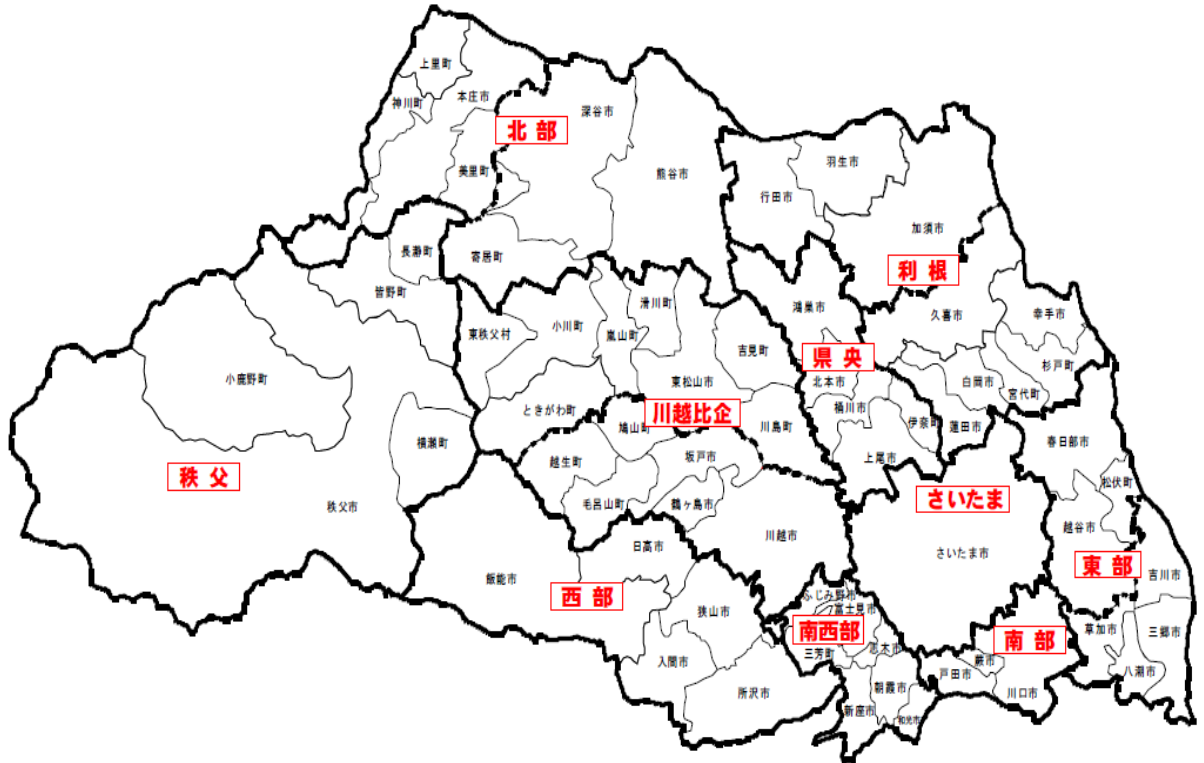 上里町
神川町
本庄市
美里町
深谷市
北部
熊谷市
寄居町
長瀞町
皆野町
小鹿野町
横瀬町
秩父
秩父市
行田市
羽生市
加須市
利根
久喜市
幸手市
杉戸町
宮代町
白岡市
蓮田市
鴻巣市
県央
北本市
桶川市
伊奈町
上尾市
東秩父村
小川町
嵐山町
滑川町
吉見町
東松山市
ときがわ町
川越比企
鳩山町
川島町
越生町
坂戸市
毛呂山町
鶴ヶ島市
川越市
日高市
飯能市
西部
狭山市
入間市
所沢市
さいたま
さいたま市
春日部市
松伏町
越谷市
東部
吉川市
草加市
三郷市
八潮市
ふじみ野市
富士見市
南西部
三芳町
志木市
朝霞市
新座市
和光市
南部
蕨市
戸田市
川口市